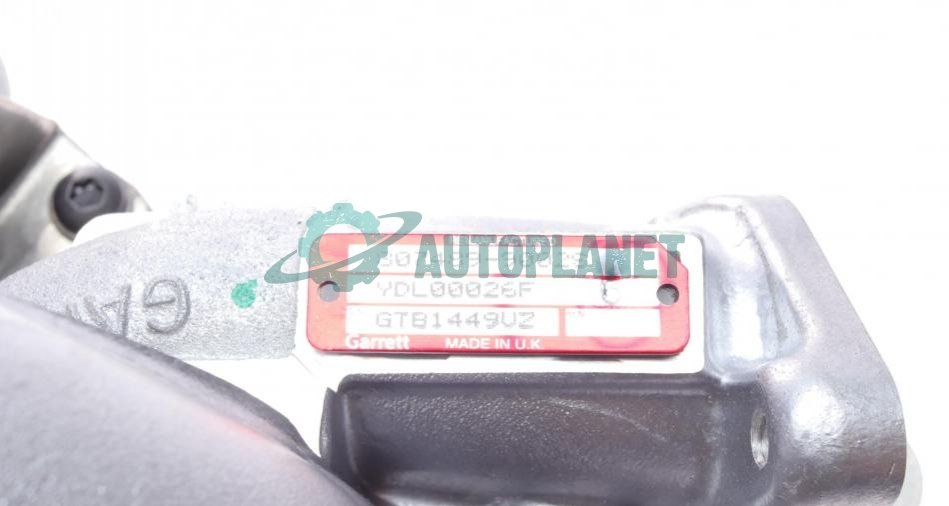 AUTOPLANET
YDL00026F
GTB1449VZ
Garrett MADE IN U.K